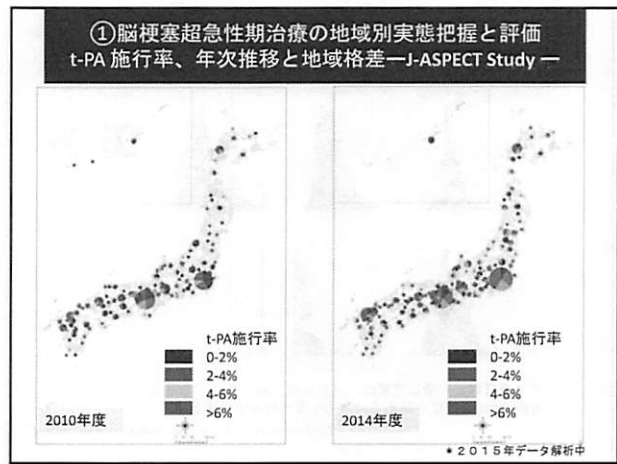 ①脳梗塞超急性期治療の地域別実態把握と評価
t-PA 施行率、年次推移と地域格差―J-ASPECT Study ―
t-PA施行率
0-2%
2-4%
4-6%
>6%
2010年度
t-PA施行率
0-2%
2-4%
4-6%
>6%
2014年度
＊２０１５年データ解析中